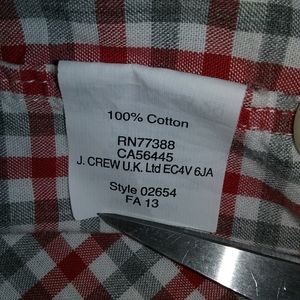 100% Cotton
RN77388
CA56445
J. CREW U.K. Ltd EC4V 6JA
Style 02654
FA 13